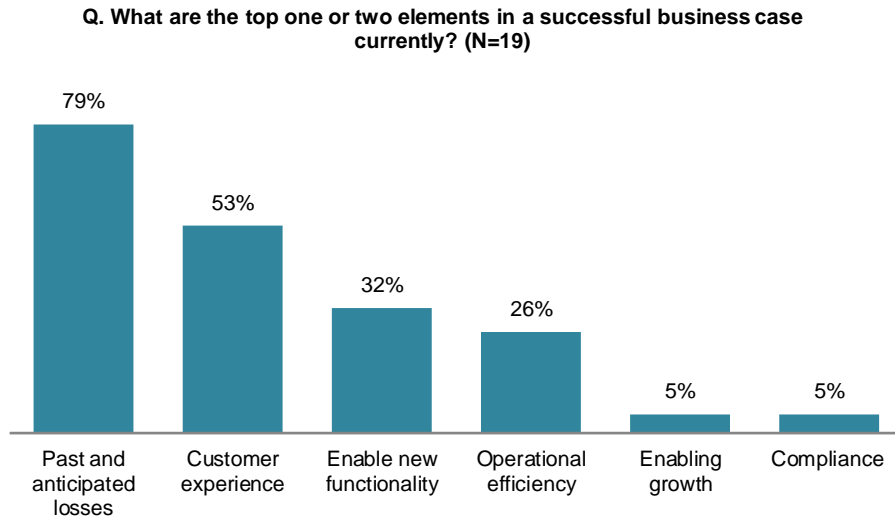 Q. What are the top one or two elements in a successful business case
currently? (N=19)
79%
53%
32%
26%
5%
5%
Past and
anticipated
losses
Customer
experience
Enable new
functionality
Operational
efficiency
Enabling
growth
Compliance